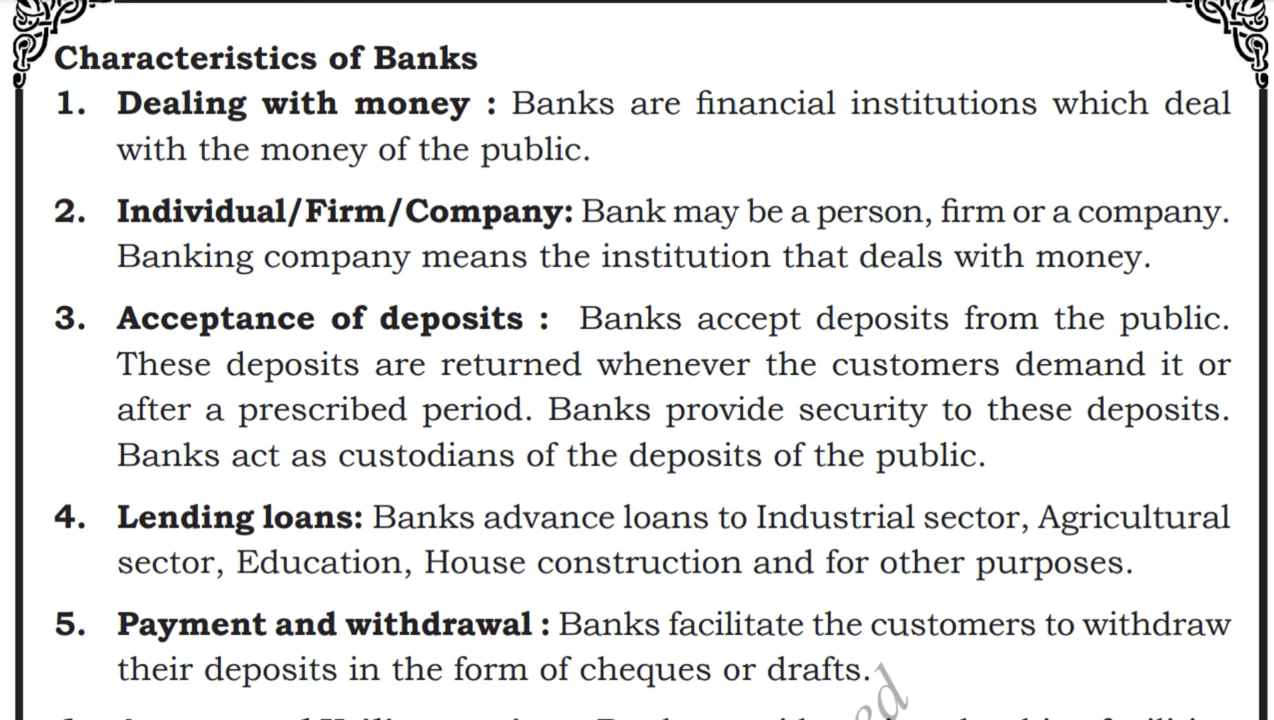 Characteristics of Banks
1. Dealing with money : Banks are financial institutions which deal
with the money of the public.
2. Individual/Firm/Company: Bank may be a person, firm or a company.
Banking company means the institution that deals with money.
3. Acceptance of deposits : Banks accept deposits from the public.
These deposits are returned whenever the customers demand it or
after a prescribed period. Banks provide security to these deposits.
Banks act as custodians of the deposits of the public.
4. Lending loans: Banks advance loans to Industrial sector, Agricultural
sector, Education, House construction and for other purposes.
5. Payment and withdrawal : Banks facilitate the customers to withdraw
their deposits in the form of cheques or drafts.